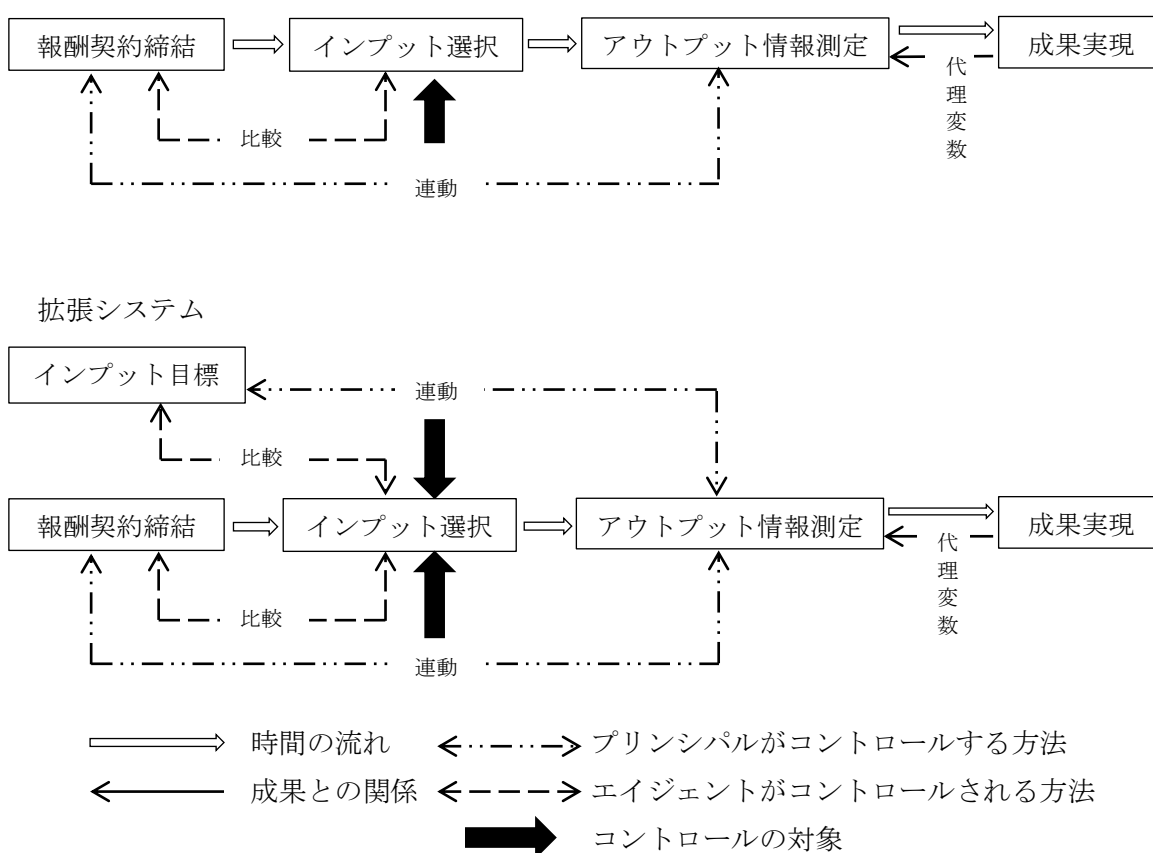 報酬契約締結
インプット選択
アウトプット情報測定
成果実現
代理変数
比較
連動
拡張システム
インプット目標
連動
比較
報酬契約締結
インプット選択
アウトプット情報測定
成果実現
代理変数
比較
連動
時間の流れ
プリンシパルがコントロールする方法
成果との関係
エイジェントがコントロールされる方法
コントロールの対象